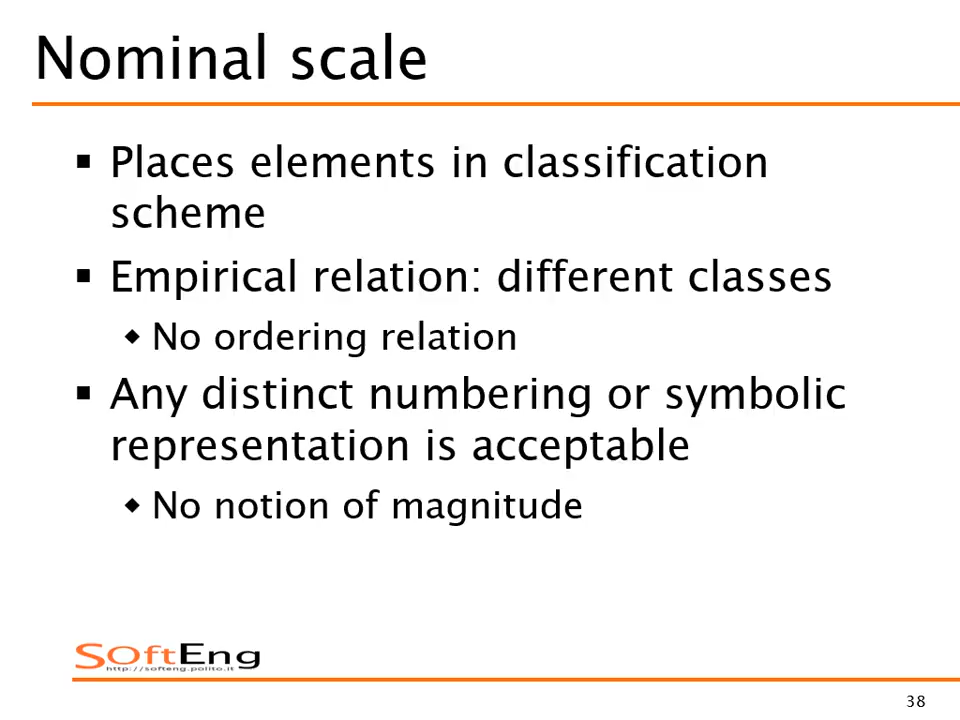 Nominal scale
▪ Places elements in classification
scheme
▪ Empirical relation: different classes
◆ No ordering relation
▪ Any distinct numbering or symbolic
representation is acceptable
◆ No notion of magnitude
SOftEng
http://softeng.polito.it
38